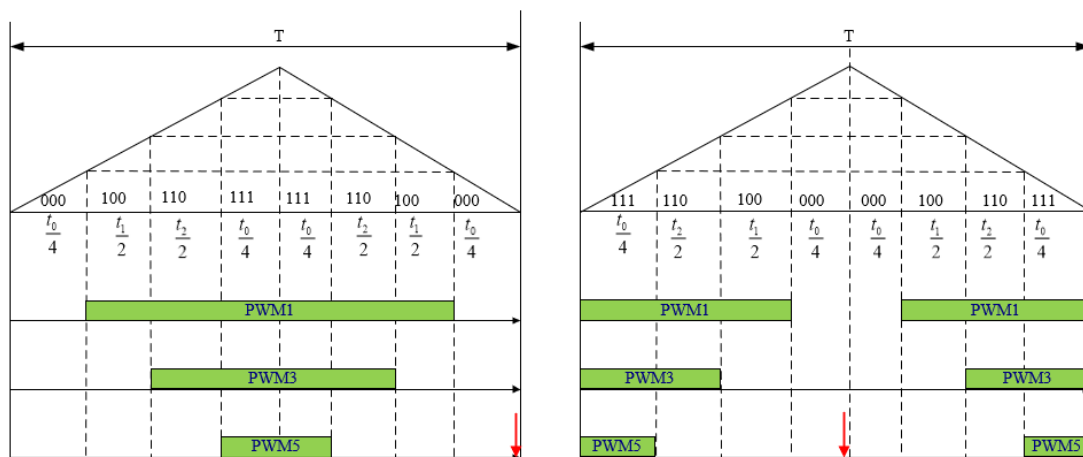 T
000 100 110 111 111 110 100 000
t₀/4 t₁/2 t₂/2 t₀/4 t₀/4 t₂/2 t₁/2 t₀/4
PWM1
PWM3
PWM5
T
111 110 100 000 000 100 110 111
t₀/4 t₂/2 t₁/2 t₀/4 t₀/4 t₁/2 t₂/2 t₀/4
PWM1 PWM1
PWM3 PWM3
PWM5 PWM5